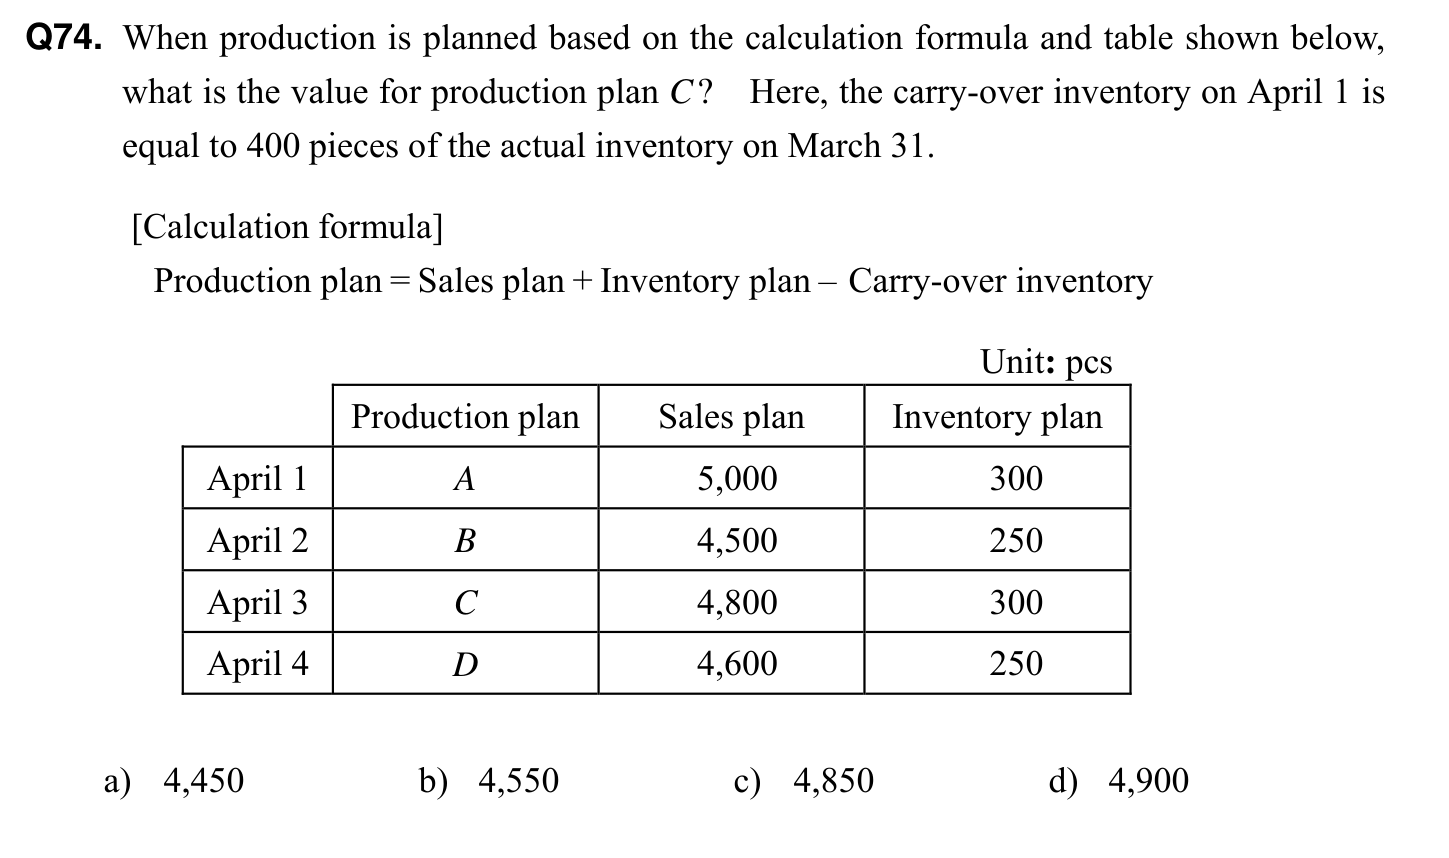 Q74. When production is planned based on the calculation formula and table shown below,
what is the value for production plan C? Here, the carry-over inventory on April 1 is
equal to 400 pieces of the actual inventory on March 31.
[Calculation formula]
Production plan = Sales plan + Inventory plan – Carry-over inventory
Unit: pcs
Production plan Sales plan Inventory plan
April 1 A 5,000 300
April 2 B 4,500 250
April 3 C 4,800 300
April 4 D 4,600 250
a) 4,450 b) 4,550 c) 4,850 d) 4,900